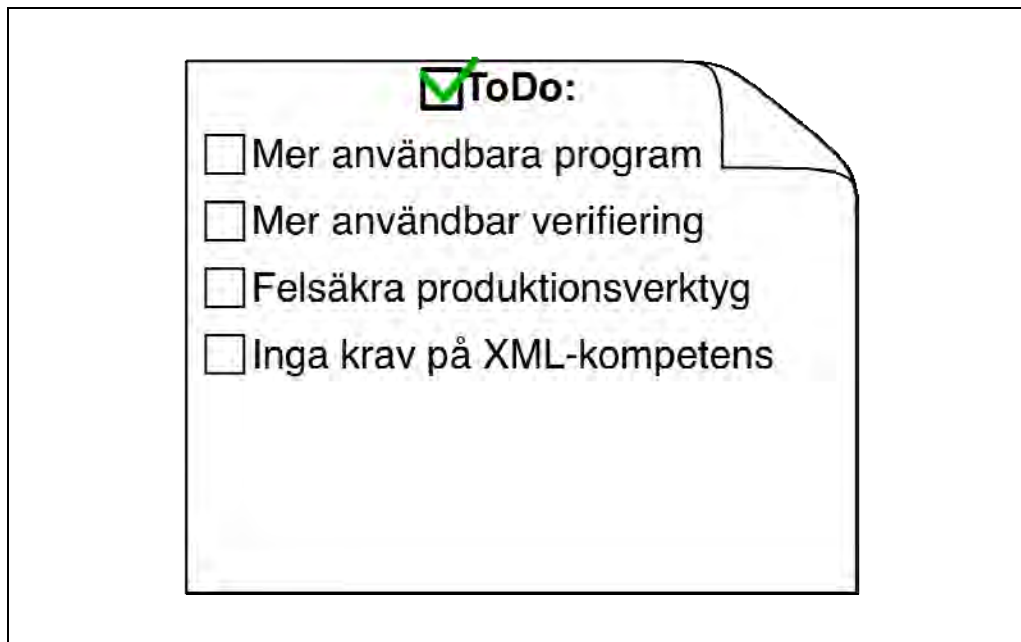 ToDo:
Mer användbara program
Mer användbar verifiering
Felsäkra produktionsverktyg
Inga krav på XML-kompetens